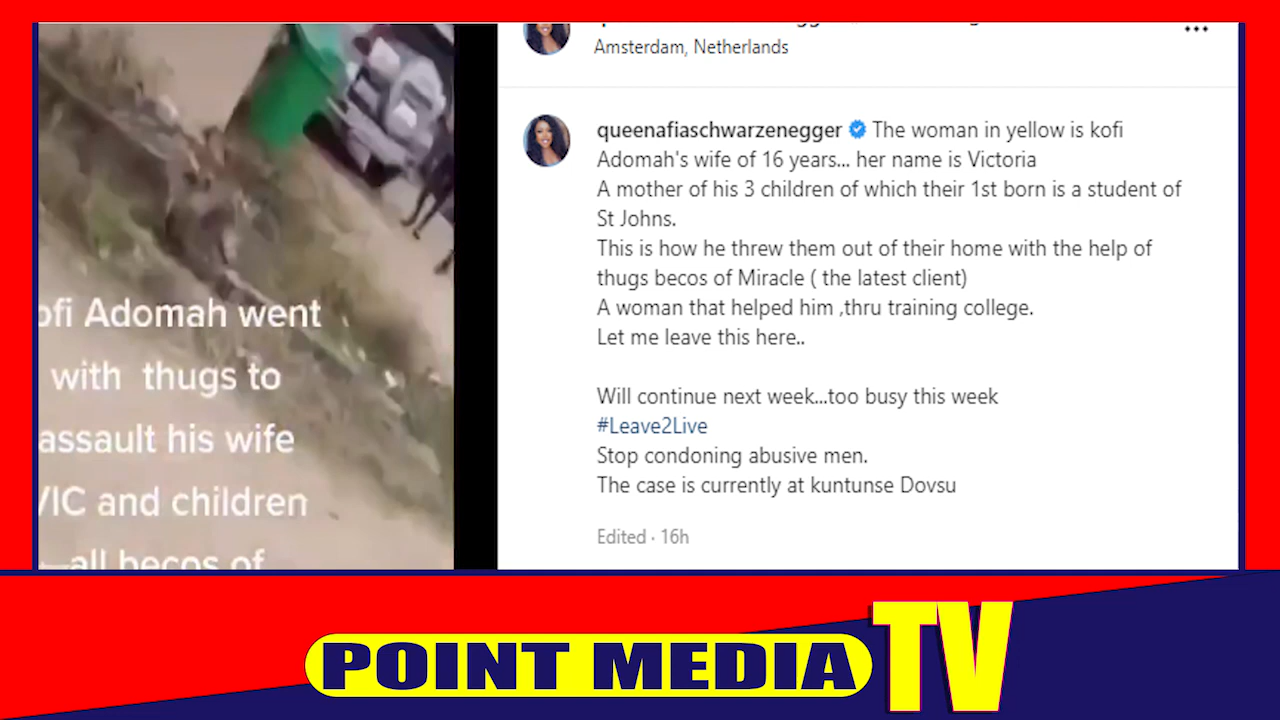 Amsterdam, Netherlands
queenafiaschwarzenegger The woman in yellow is kofi
Adomah's wife of 16 years... her name is Victoria
A mother of his 3 children of which their 1st born is a student of
St Johns.
This is how he threw them out of their home with the help of
thugs becos of Miracle ( the latest client)
A woman that helped him ,thru training college.
Let me leave this here..
Will continue next week...too busy this week
#Leave2Live
Stop condoning abusive men.
The case is currently at kuntunse Dovsu
Edited · 16h
ofi Adomah went
with thugs to
assault his wife
VIC and children
all becos of
POINT MEDIA TV